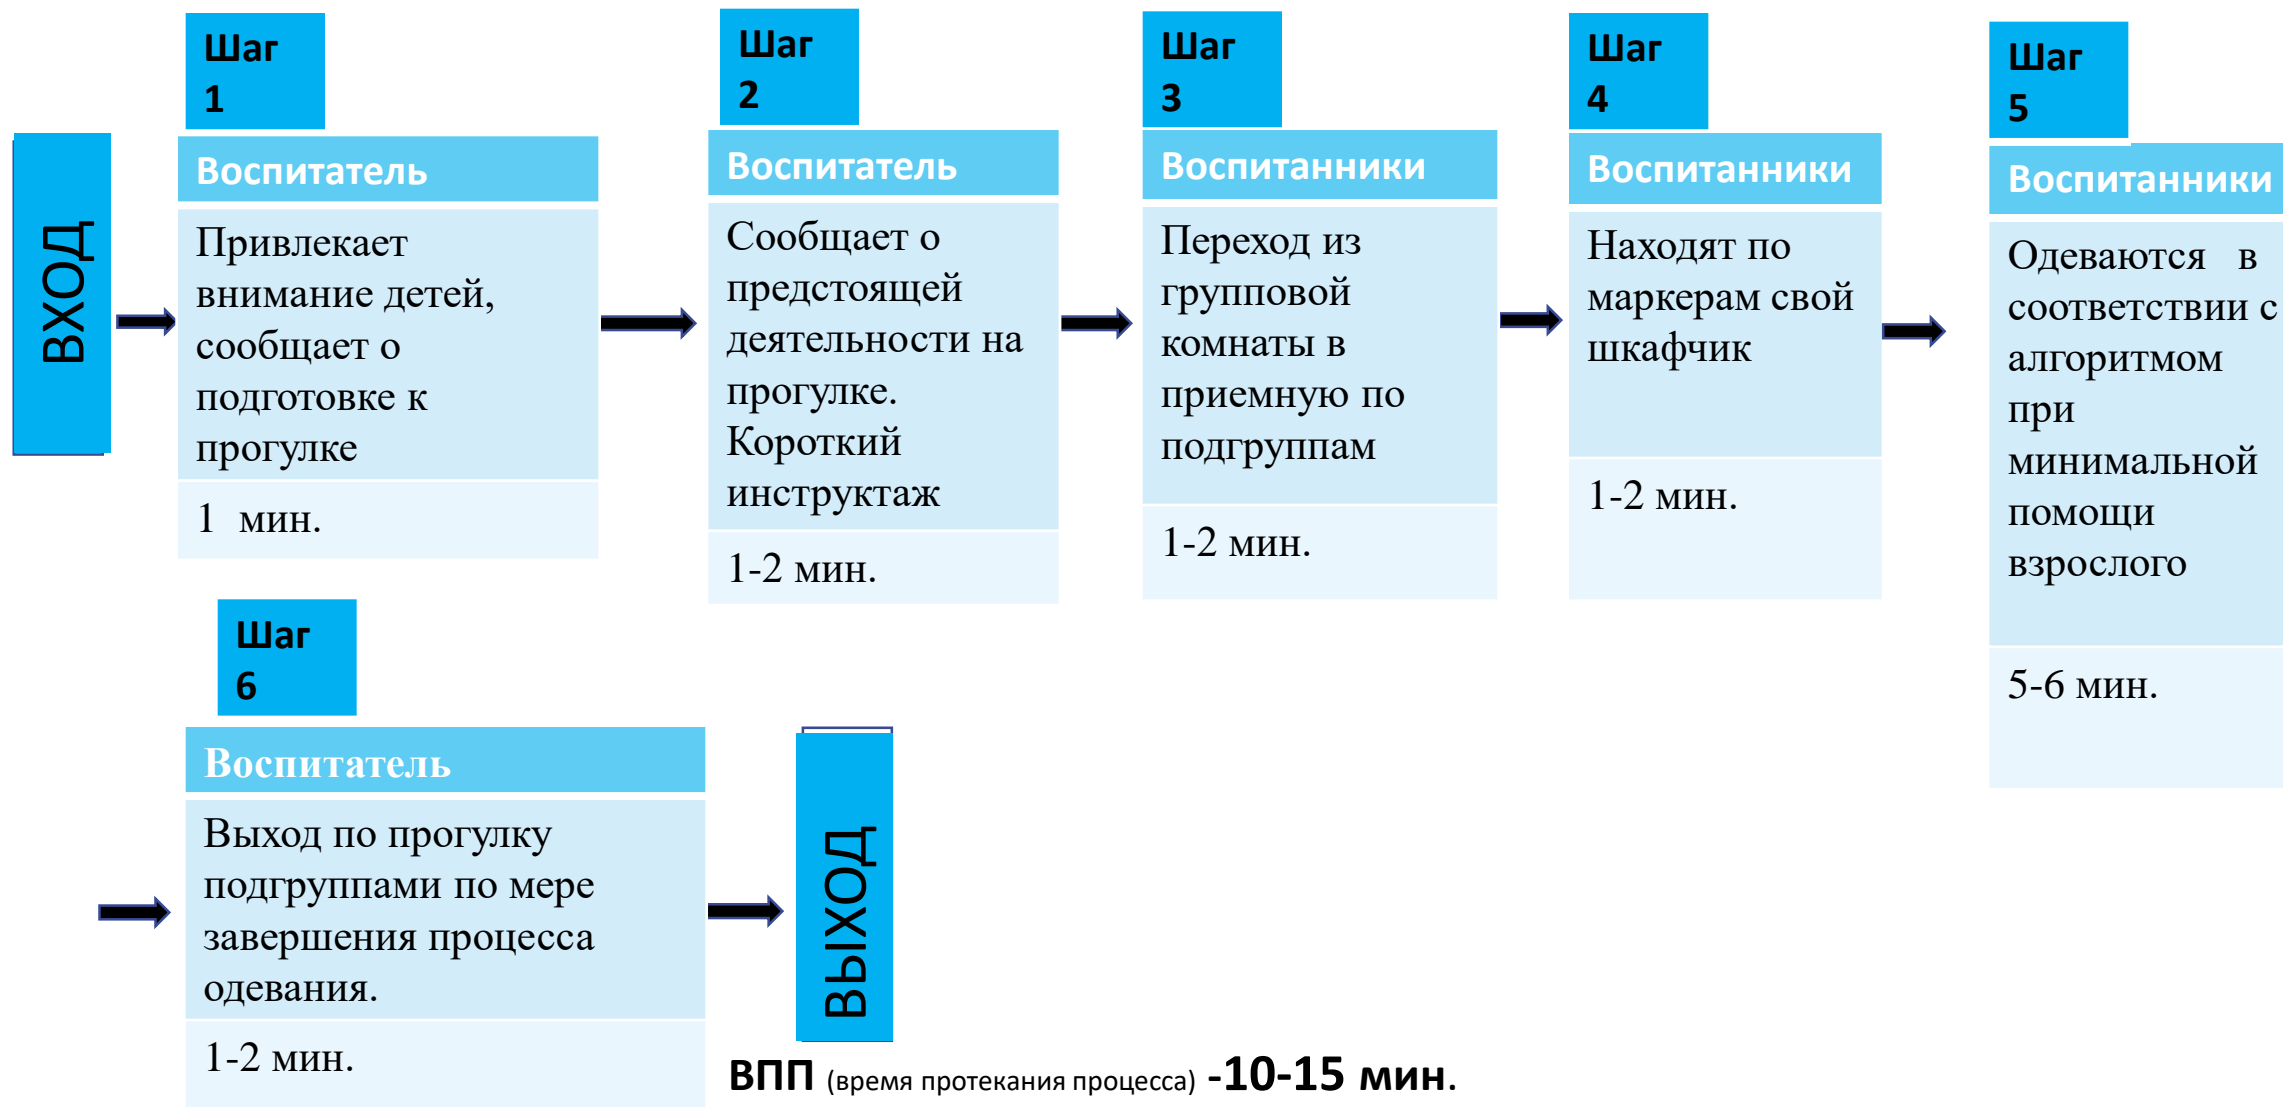 ВХОД
Шаг
1
Воспитатель
Привлекает
внимание детей,
сообщает о
подготовке к
прогулке
1 мин.
Шаг
2
Воспитатель
Сообщает о
предстоящей
деятельности на
прогулке.
Короткий
инструктаж
1-2 мин.
Шаг
3
Воспитанники
Переход из
групповой
комнаты в
приемную по
подгруппам
1-2 мин.
Шаг
4
Воспитанники
Находят по
маркерам свой
шкафчик
1-2 мин.
Шаг
5
Воспитанники
Одеваются в
соответствии с
алгоритмом
при
минимальной
помощи
взрослого
5-6 мин.
Шаг
6
Воспитатель
Выход по прогулку
подгруппами по мере
завершения процесса
одевания.
1-2 мин.
ВЫХОД
ВПП (время протекания процесса) -10-15 мин.